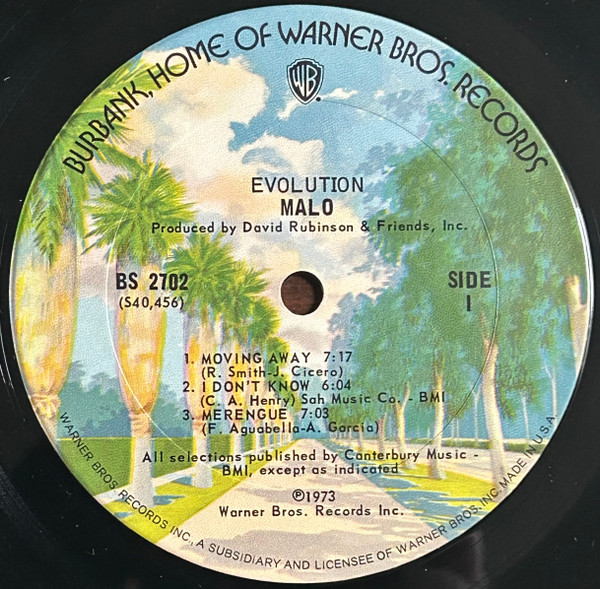 BURBANK, HOME OF WARNER BROS. RECORDS
WB
EVOLUTION
MALO
Produced by David Rubinson & Friends, Inc.
BS 2702
(S40,456)
SIDE
1
1. MOVING AWAY 7:17
(R. Smith-J. Cicero)
2. I DON'T KNOW 6:04
(C. A. Henry) Sah Music Co. - BMI
3. MERENGUE 7:03
(F. Aguabella-A. Garcia)
All selections published by Canterbury Music -
BMI, except as indicated
℗1973
Warner Bros. Records Inc.
WARNER BROS. RECORDS INC., A SUBSIDIARY AND LICENSEE OF WARNER BROS. INC. MADE IN U.S.A.